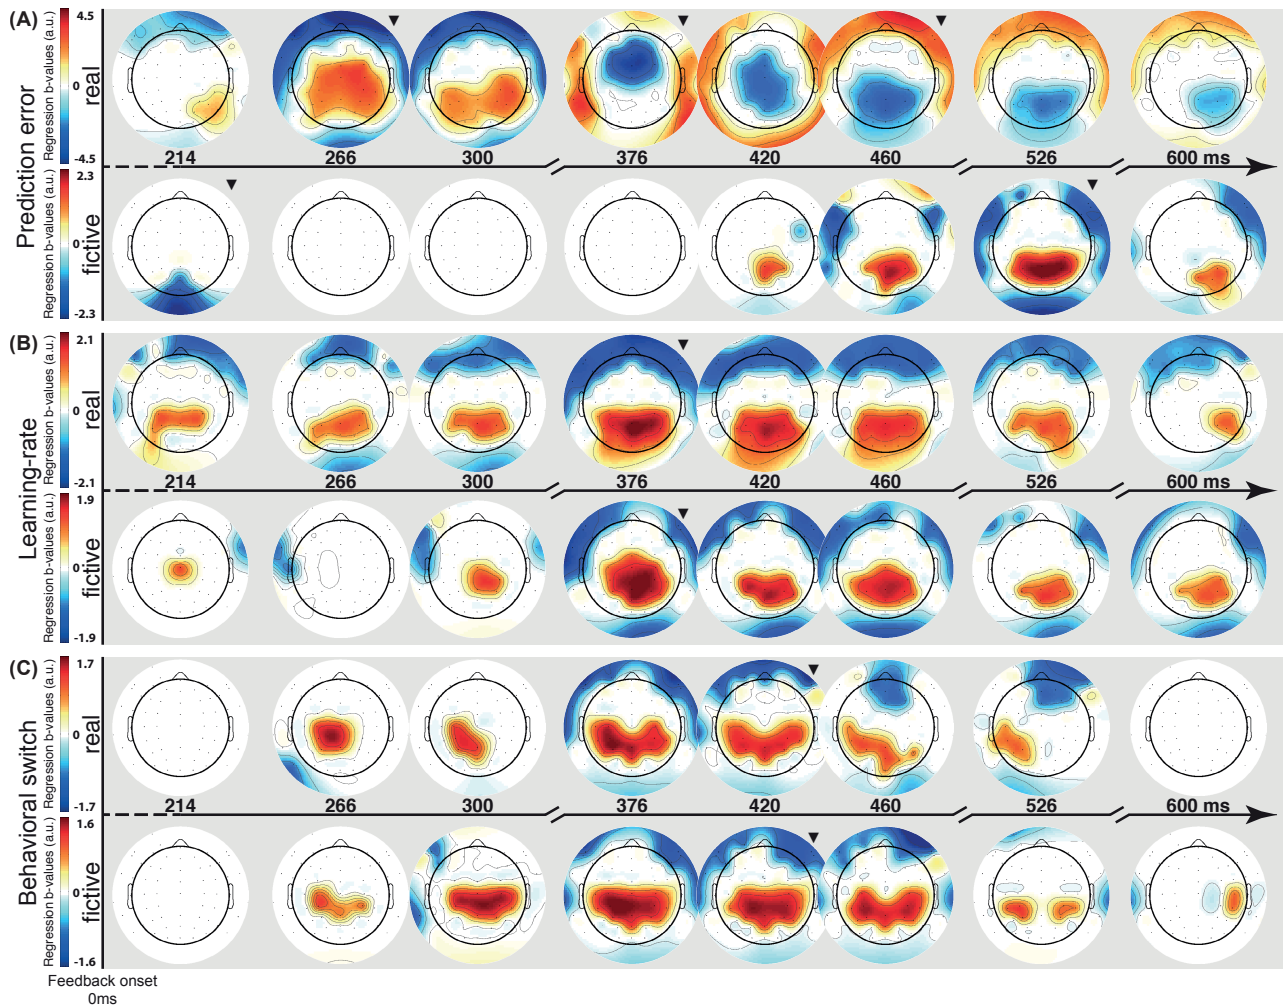 (A)
Prediction error
Regression b-values (a.u.)
4.5
0
-4.5
real
214
266
300
376
420
460
526
600 ms
Regression b-values (a.u.)
2.3
0
-2.3
fictive
(B)
Learning-rate
Regression b-values (a.u.)
2.1
0
-2.1
real
214
266
300
376
420
460
526
600 ms
Regression b-values (a.u.)
1.9
0
-1.9
fictive
(C)
Behavioral switch
Regression b-values (a.u.)
1.7
0
-1.7
real
214
266
300
376
420
460
526
600 ms
Regression b-values (a.u.)
1.6
0
-1.6
fictive
Feedback onset
0ms